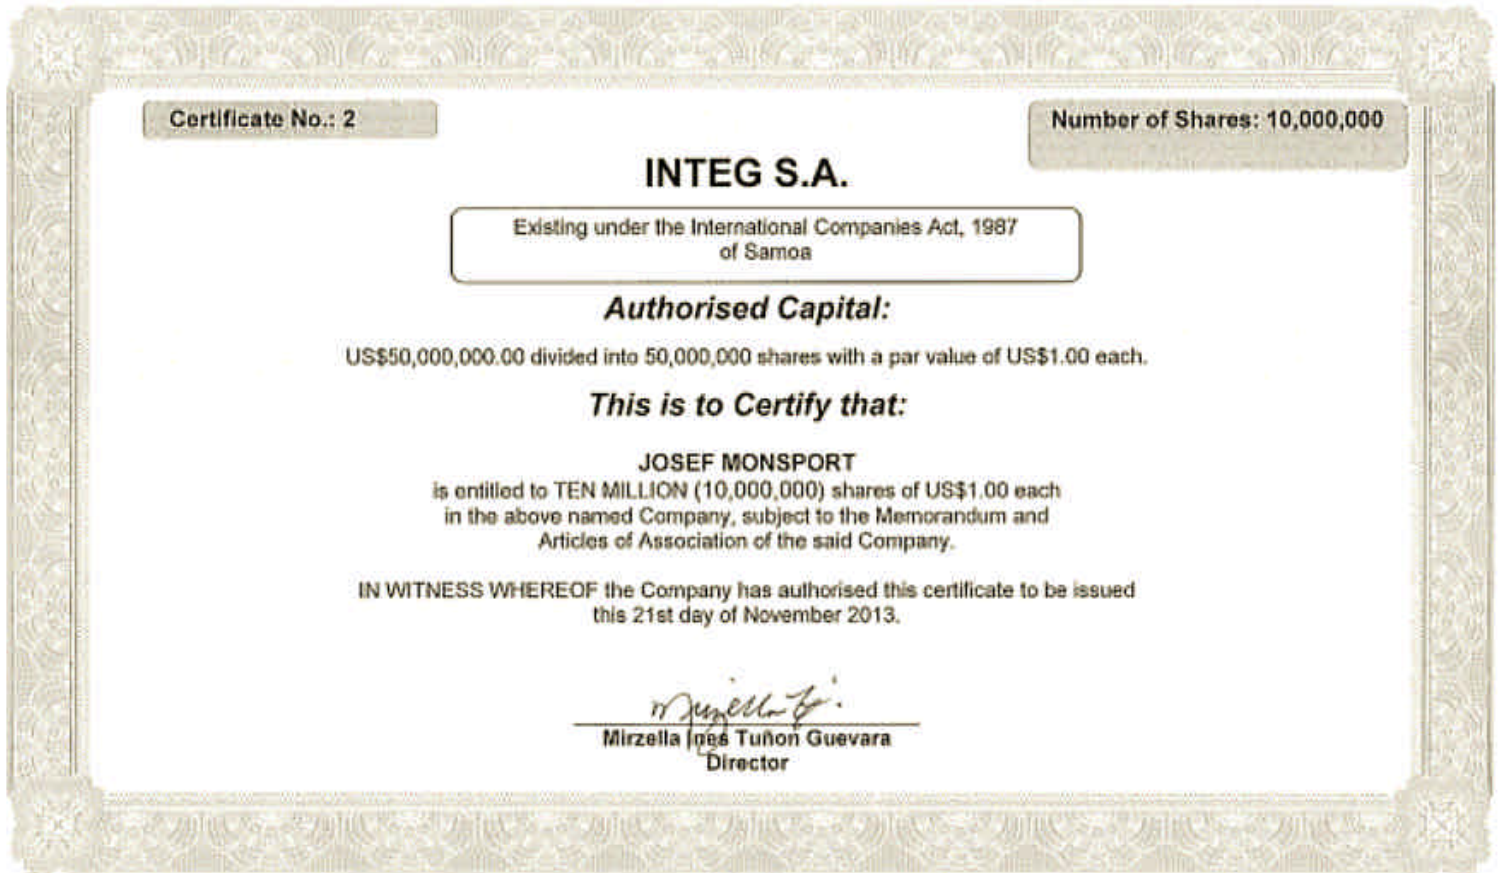 Certificate No.: 2
Number of Shares: 10,000,000
INTEG S.A.
Existing under the International Companies Act, 1987
of Samoa
Authorised Capital:
US$50,000,000.00 divided into 50,000,000 shares with a par value of US$1.00 each.
This is to Certify that:
JOSEF MONSPORT
is entitled to TEN MILLION (10,000,000) shares of US$1.00 each
in the above named Company, subject to the Memorandum and
Articles of Association of the said Company.
IN WITNESS WHEREOF the Company has authorised this certificate to be issued
this 21st day of November 2013.
Mirzella Ines Tuñon Guevara
Director